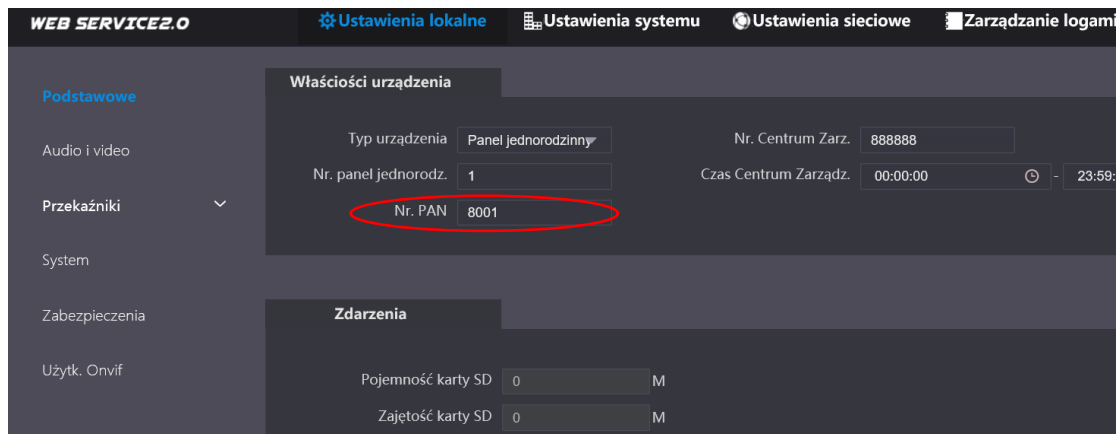 WEB SERVICE2.0 Ustawienia lokalne Ustawienia systemu Ustawienia sieciowe Zarządzanie logami
Podstawowe
Audio i video
Przekaźniki
System
Zabezpieczenia
Użytk. Onvif
Właściości urządzenia
Typ urządzenia Panel jednorodzinny
Nr. Centrum Zarz. 888888
Nr. panel jednorodz. 1
Czas Centrum Zarządz. 00:00:00 - 23:59:
Nr. PAN 8001
Zdarzenia
Pojemność karty SD 0 M
Zajętość karty SD 0 M